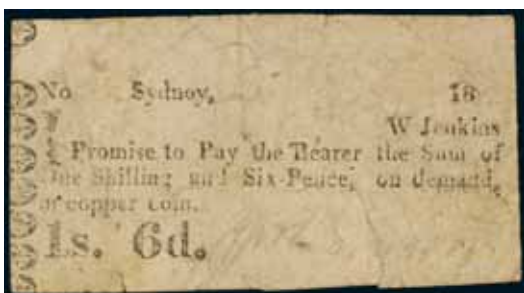 No Sydney, 18
W Jenkins
I Promise to Pay the Bearer the Sum of
One Shilling and Six-Pence, on demand,
in copper coin.
1s. 6d.